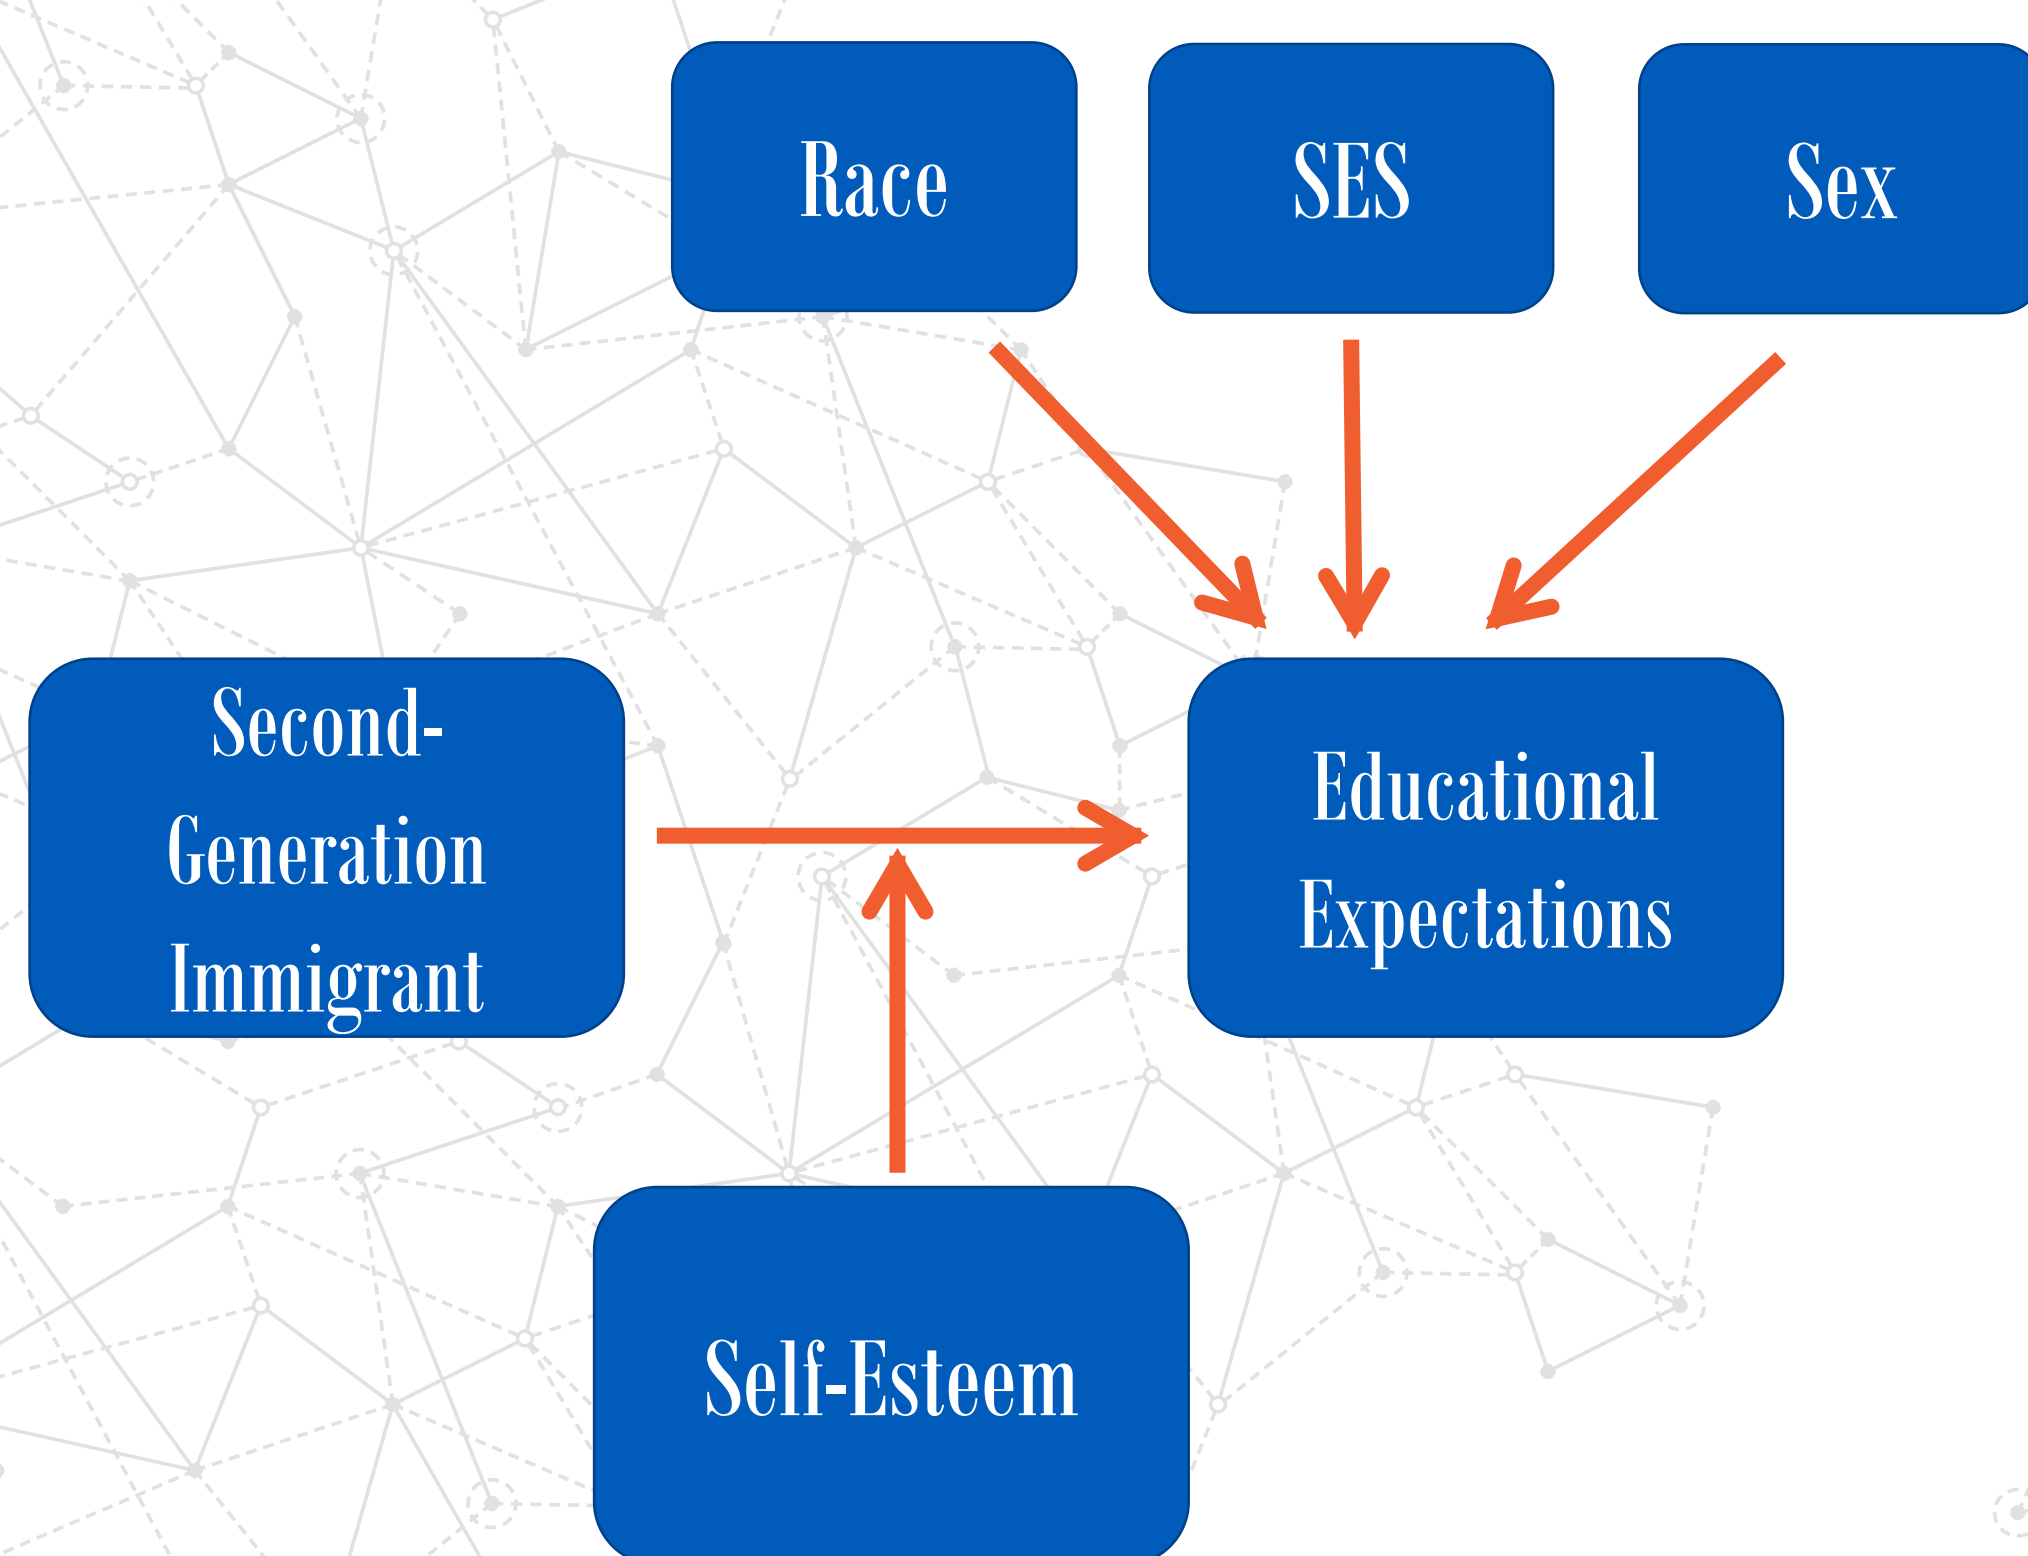 Race
SES
Sex
Second-
Generation
Immigrant
Educational
Expectations
Self-Esteem